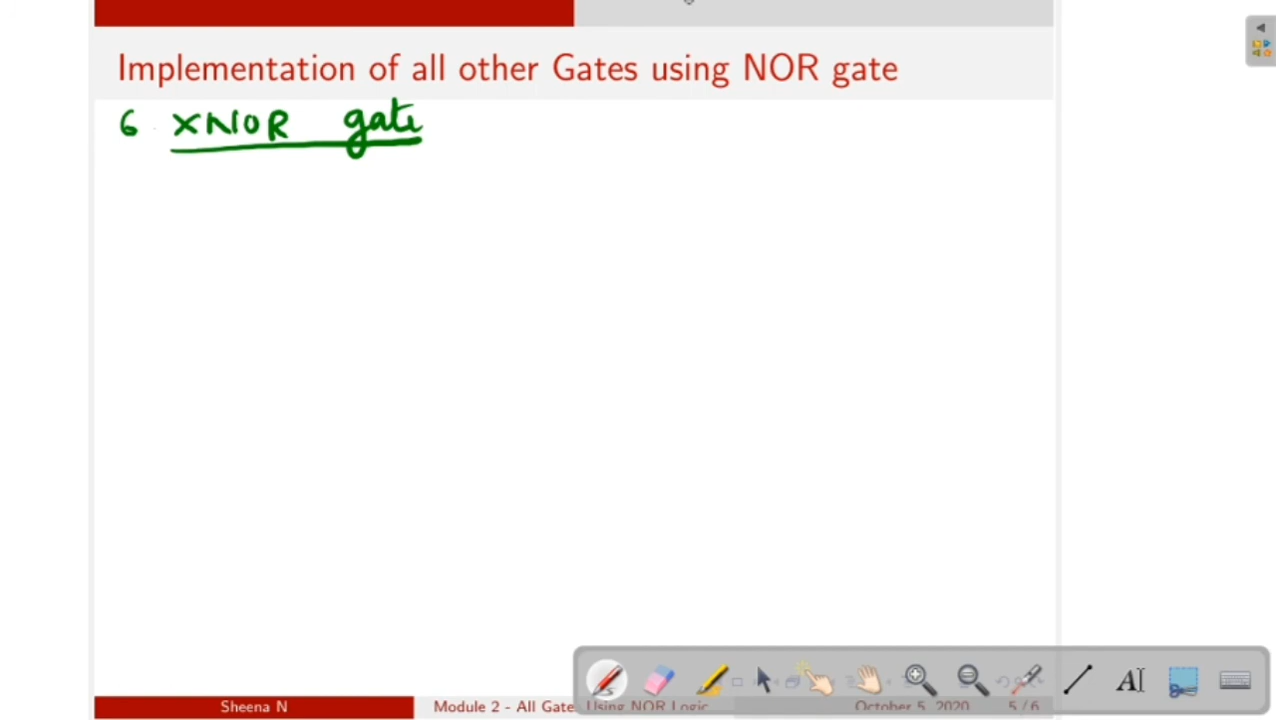 Implementation of all other Gates using NOR gate
6. XNOR gate
Sheena N
Module 2 - All Gate Using NOR Logic
October 5, 2020
5 / 6